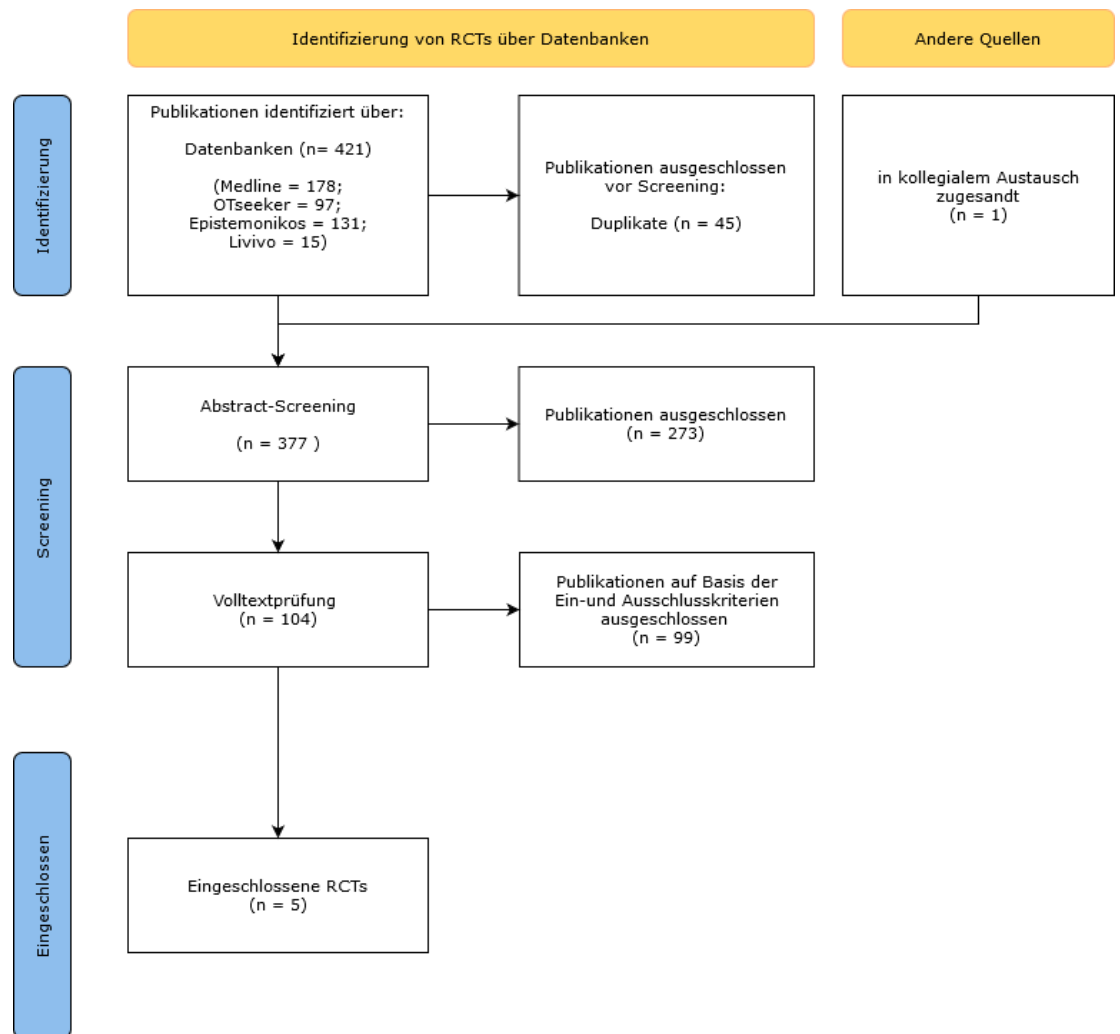 Identifizierung von RCTs über Datenbanken
Andere Quellen
Identifizierung
Publikationen identifiziert über:
Datenbanken (n= 421)
(Medline = 178;
OTseeker = 97;
Epistemonikos = 131;
Livivo = 15)
Publikationen ausgeschlossen
vor Screening:
Duplikate (n = 45)
in kollegialem Austausch
zugesandt
(n = 1)
Screening
Abstract-Screening
(n = 377 )
Publikationen ausgeschlossen
(n = 273)
Volltextprüfung
(n = 104)
Publikationen auf Basis der
Ein-und Ausschlusskriterien
ausgeschlossen
(n = 99)
Eingeschlossen
Eingeschlossene RCTs
(n = 5)